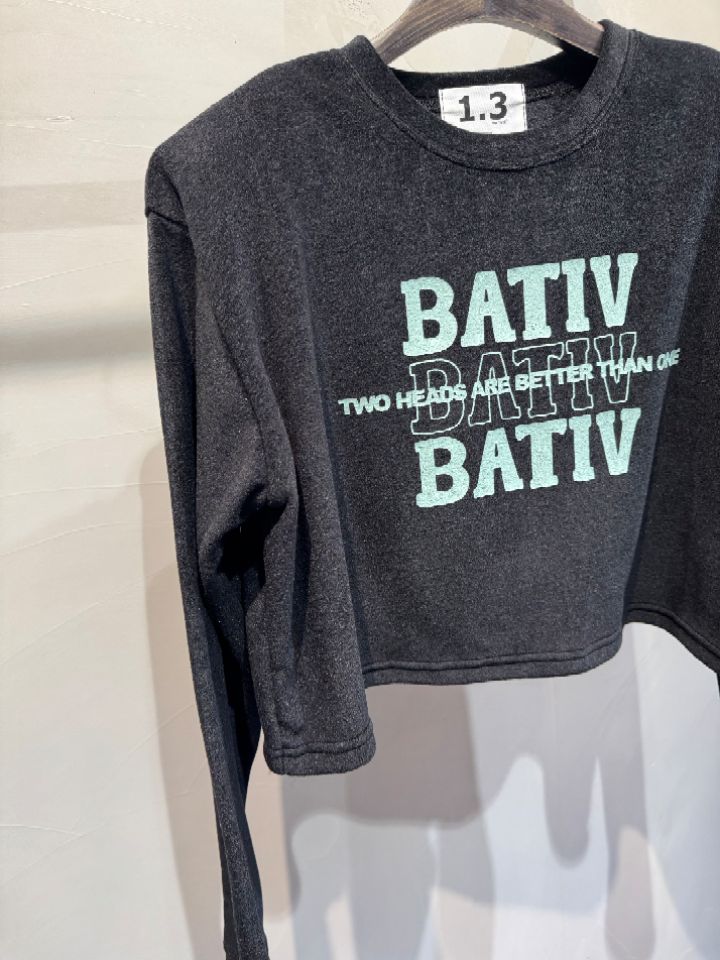 1.3
BATIV
BATIV
TWO HEADS ARE BETTER THAN ONE
BATIV